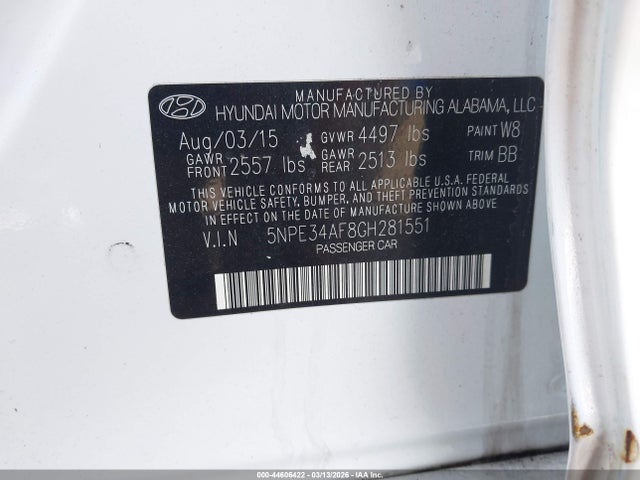 MANUFACTURED BY
HYUNDAI MOTOR MANUFACTURING ALABAMA, LLC
Aug/03/15 GVWR 4497 lbs PAINT W8
GAWR FRONT 2557 lbs GAWR REAR 2513 lbs TRIM BB
THIS VEHICLE CONFORMS TO ALL APPLICABLE U.S.A. FEDERAL
MOTOR VEHICLE SAFETY, BUMPER, AND THEFT PREVENTION
STANDARDS IN EFFECT ON THE DATE OF MANUFACTURE SHOWN ABOVE.
V.I.N 5NPE34AF8GH281551
PASSENGER CAR
000-44606422 - 03/13/2026 - IAA Inc.